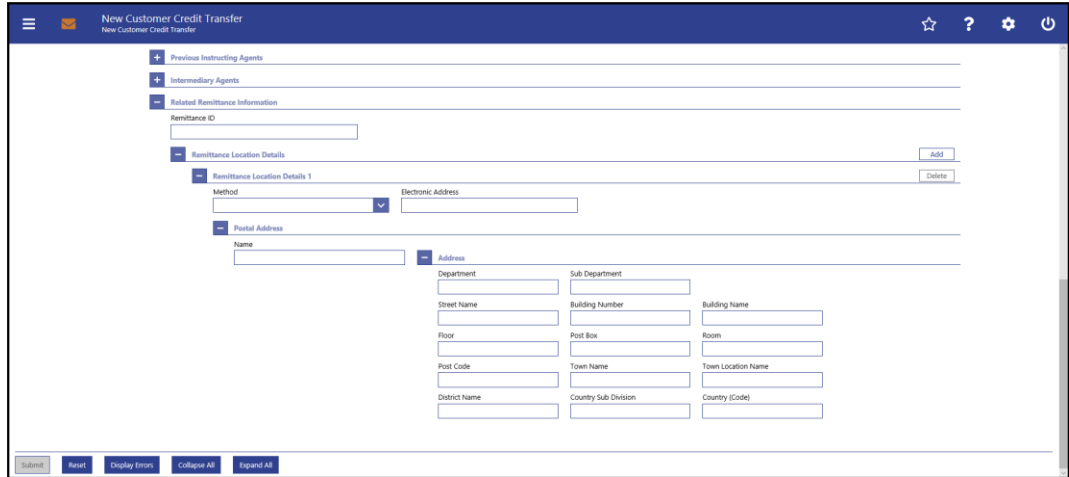 New Customer Credit Transfer
New Customer Credit Transfer
Previous Instructing Agents
Intermediary Agents
Related Remittance Information
Remittance ID
Remittance Location Details Add
Remittance Location Details 1 Delete
Method Electronic Address
Postal Address
Name
Address
Department Sub Department
Street Name Building Number Building Name
Floor Post Box Room
Post Code Town Name Town Location Name
District Name Country Sub Division Country (Code)
Submit Reset Display Errors Collapse All Expand All